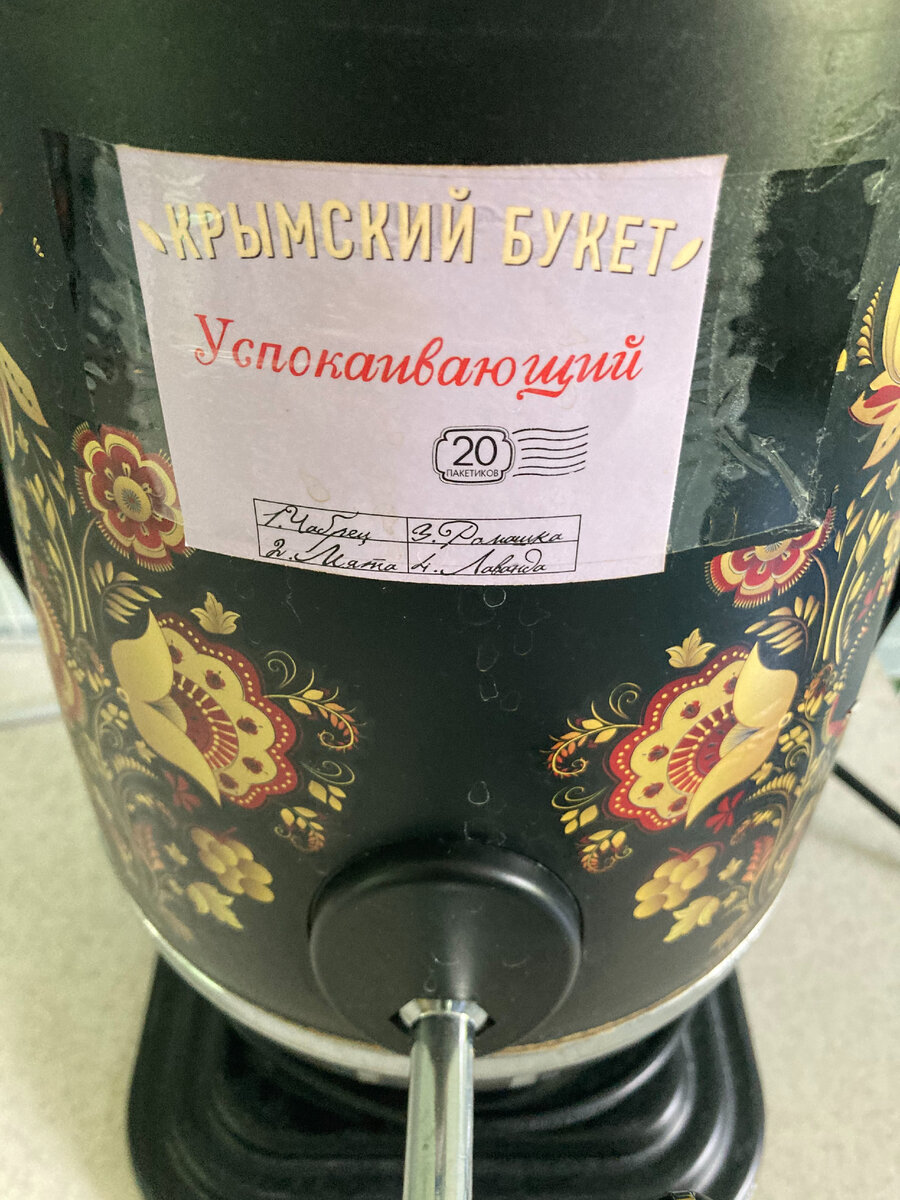 КРЫМСКИЙ БУКЕТ
Успокаивающий
20
ПАКЕТИКОВ
1. Чабрец 3. Ромашка
2. Мята 4. Лаванда